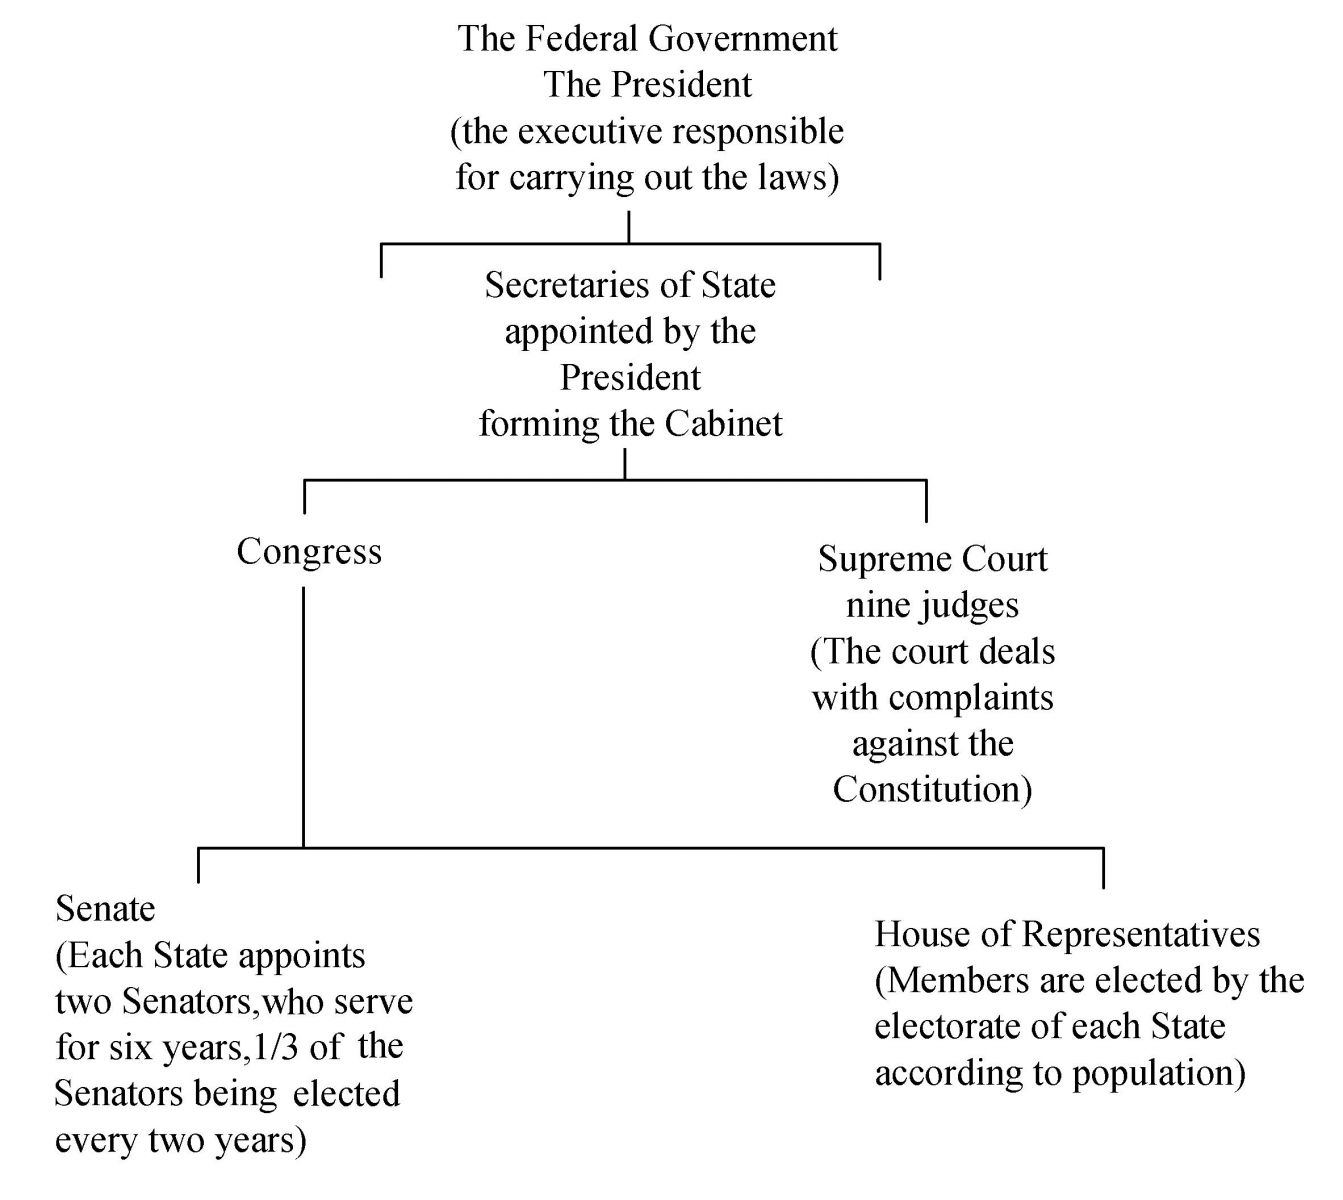 The Federal Government
The President
(the executive responsible
for carrying out the laws)
Secretaries of State
appointed by the
President
forming the Cabinet
Congress
Supreme Court
nine judges
(The court deals
with complaints
against the
Constitution)
Senate
(Each State appoints
two Senators,who serve
for six years,1/3 of the
Senators being elected
every two years)
House of Representatives
(Members are elected by the
electorate of each State
according to population)